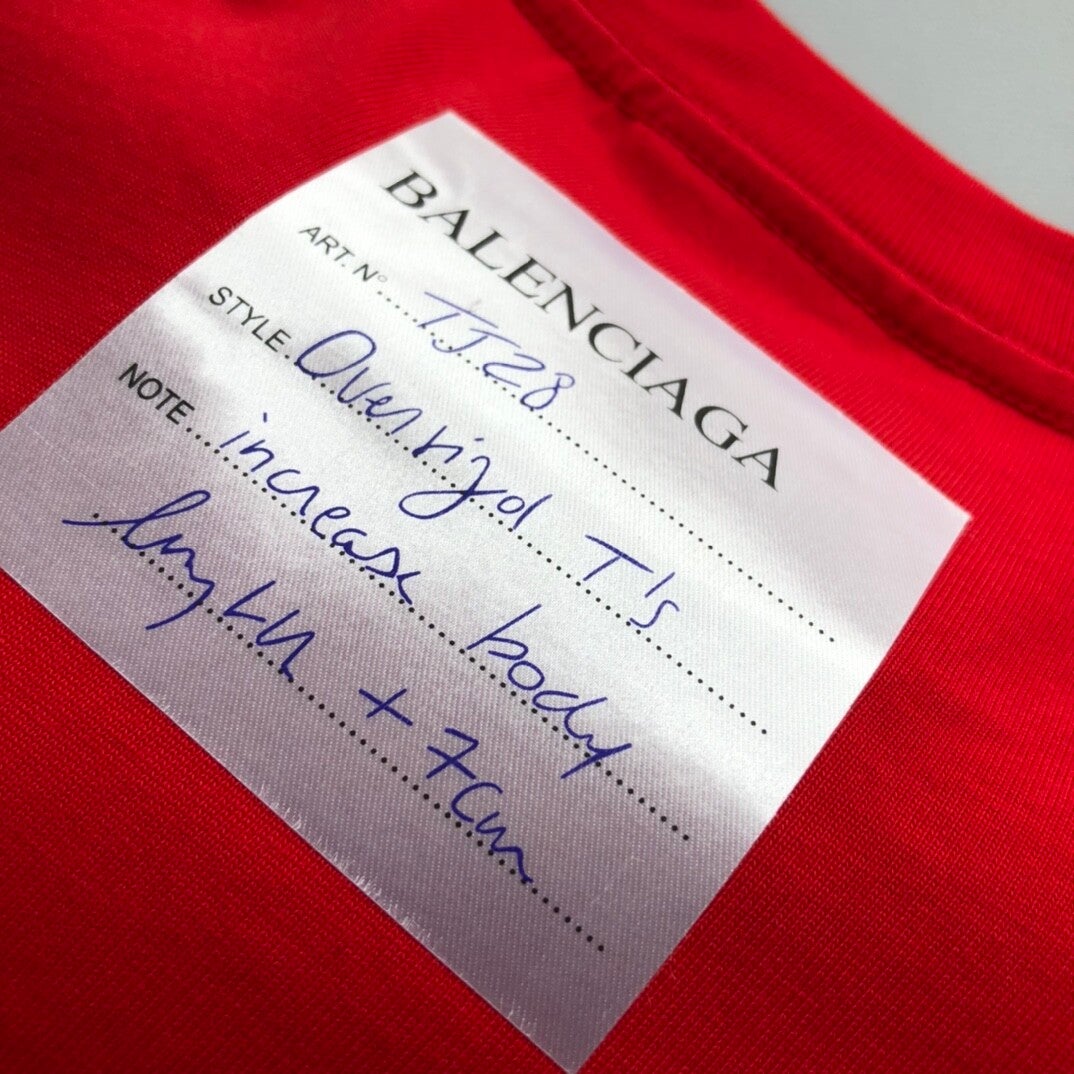 BALENCIAGA
ART. N° TJ28
STYLE Oversized T's
NOTE increase body
length + 7cm